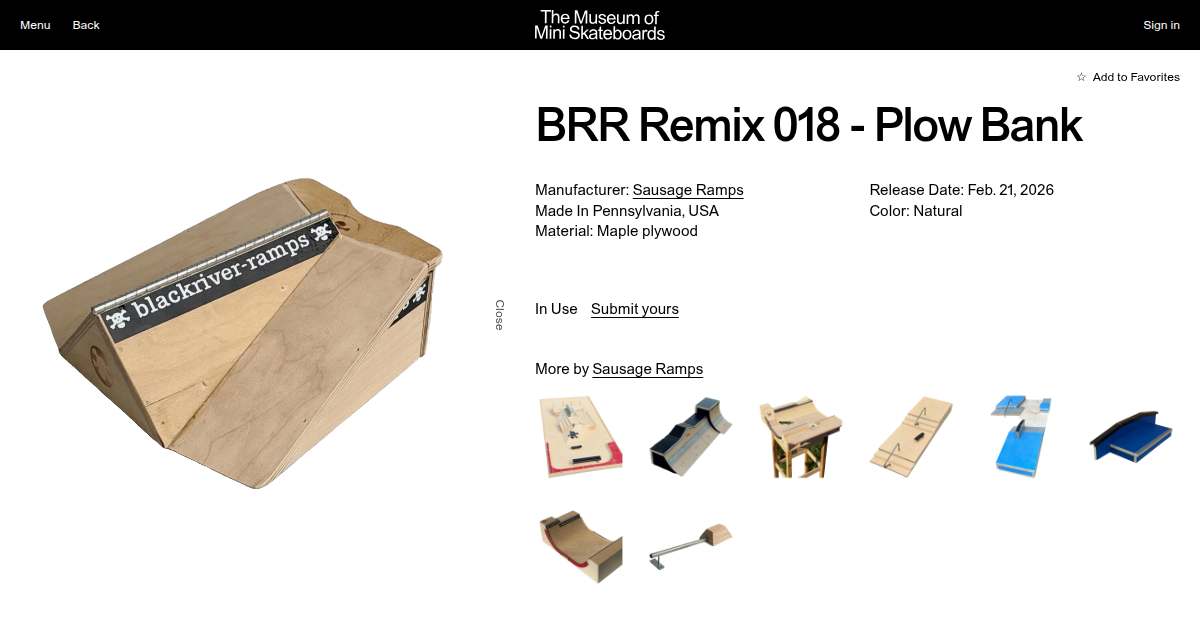 Menu
Back
The Museum of
Mini Skateboards
Sign in
☆ Add to Favorites
BRR Remix 018 - Plow Bank
Manufacturer: Sausage Ramps
Made In Pennsylvania, USA
Material: Maple plywood
Release Date: Feb. 21, 2026
Color: Natural
blackriver-ramps
Close
In Use
Submit yours
More by Sausage Ramps